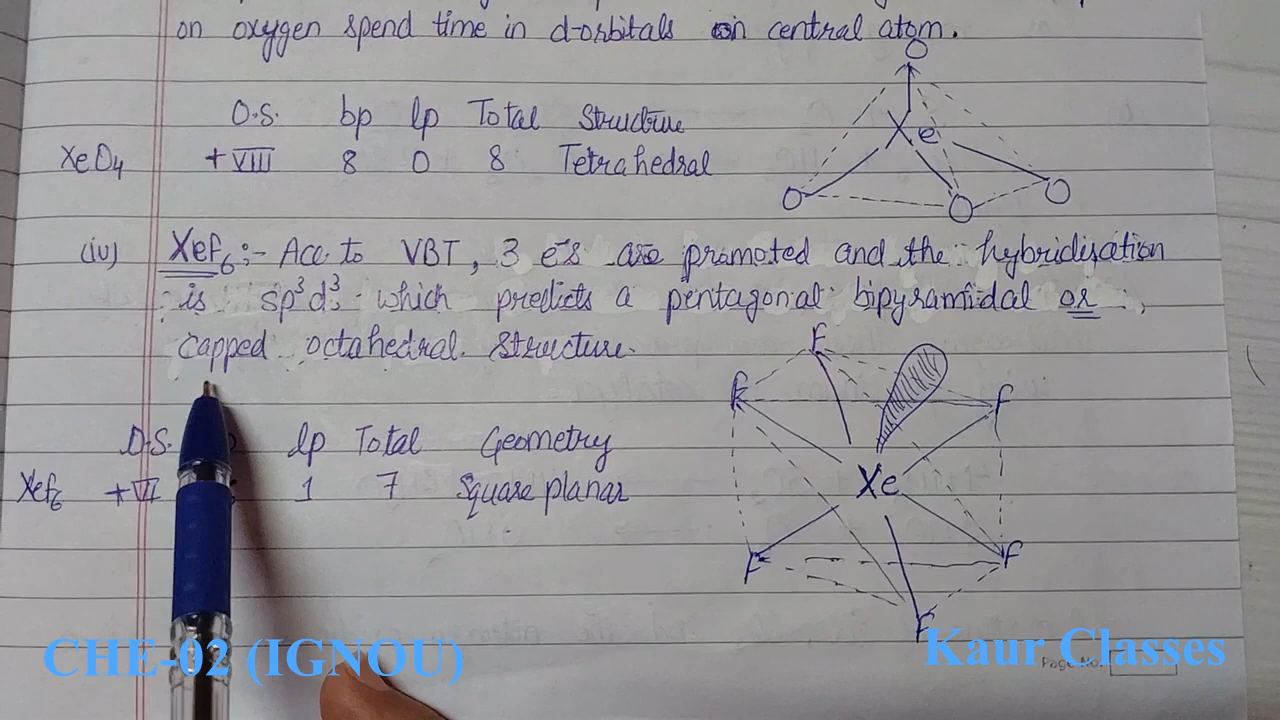 on oxygen spend time in d-orbitals on central atom.
O.S. bp lp Total Structure
XeO4 +VIII 8 0 8 Tetrahedral
O
Xe
O O O
(iv) Xef6 :- Acc. to VBT, 3 e-s are promoted and the hybridisation
is sp3d3 which predicts a pentagonal bipyramidal or
capped octahedral structure.
F
F f
O.S. lp Total Geometry
Xef6 +VI 1 7 Square planar
Xe
F f
F
CHE-02 (IGNOU)
Kaur Classes
Page No.